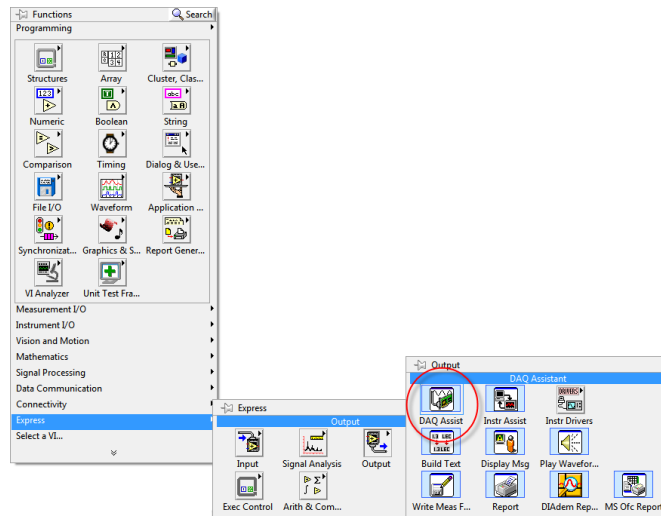 Functions Search
Programming
Structures Array Cluster, Clas...
Numeric Boolean String
Comparison Timing Dialog & Use...
File I/O Waveform Application ...
Synchronizat... Graphics & S... Report Gener...
VI Analyzer Unit Test Fra...
Measurement I/O
Instrument I/O
Vision and Motion
Mathematics
Signal Processing
Data Communication
Connectivity
Express
Select a VI...
Express
Output
Input Signal Analysis Output
Exec Control Arith & Com...
Output
DAQ Assistant
DAQ Assist Instr Assist Instr Drivers
Build Text Display Msg Play Wavefor...
Write Meas F... Report DIAdem Rep... MS Ofc Report